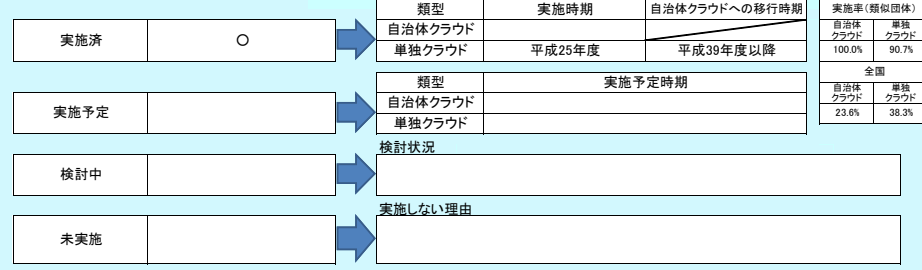 実施済 〇
類型 実施時期 自治体クラウドへの移行時期
自治体クラウド
単独クラウド 平成25年度 平成39年度以降
実施率(類似団体)
自治体クラウド 単独クラウド
100.0% 90.7%
全国
自治体クラウド 単独クラウド
23.6% 38.3%
実施予定
類型 実施予定時期
自治体クラウド
単独クラウド
検討中
検討状況
未実施
実施しない理由